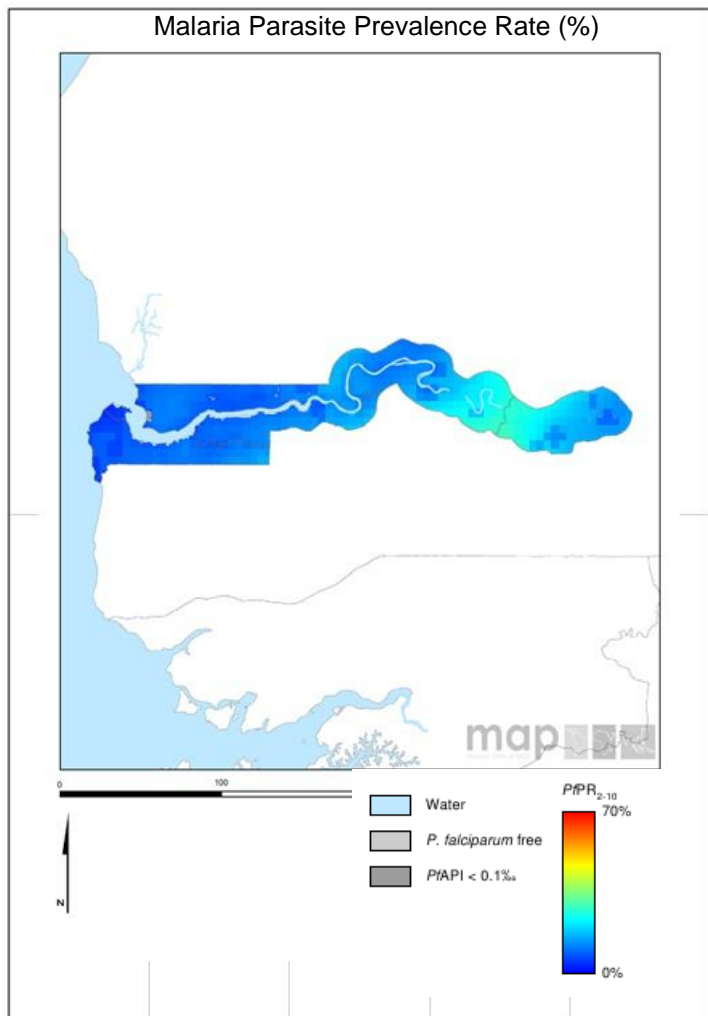 Malaria Parasite Prevalence Rate (%)
map
0
100
N
Water
P. falciparum free
PfAPI < 0.1‰
PfPR2-10
70%
0%